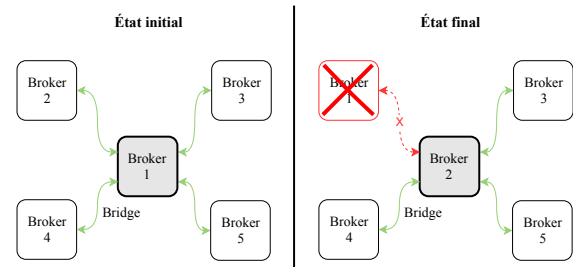 État initial
État final
Broker
2
Broker
3
Broker
1
Broker
4
Bridge
Broker
5
Broker
1
Broker
3
x
Broker
2
Broker
4
Bridge
Broker
5